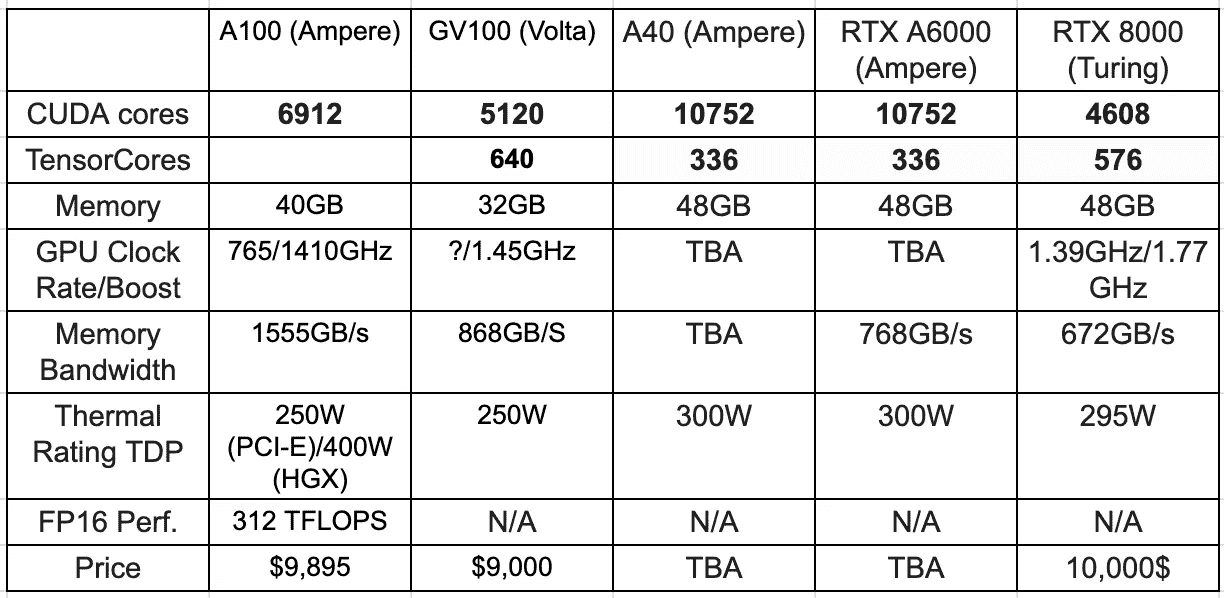 A100 (Ampere) GV100 (Volta) A40 (Ampere) RTX A6000 RTX 8000
(Ampere) (Turing)
CUDA cores 6912 5120 10752 10752 4608
TensorCores 640 336 336 576
Memory 40GB 32GB 48GB 48GB 48GB
GPU Clock 765/1410GHz ?/1.45GHz TBA TBA 1.39GHz/1.77
Rate/Boost GHz
Memory 1555GB/s 868GB/S TBA 768GB/s 672GB/s
Bandwidth
Thermal 250W 250W 300W 300W 295W
Rating TDP (PCI-E)/400W
(HGX)
FP16 Perf. 312 TFLOPS N/A N/A N/A N/A
Price $9,895 $9,000 TBA TBA 10,000$